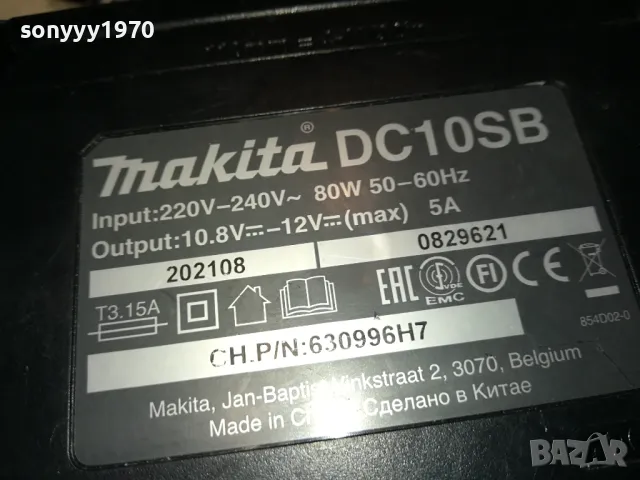 sonyyy1970
makita® DC10SB
Input:220V-240V~ 80W 50-60Hz
Output:10.8V⎓-12V⎓(max) 5A
202108 0829621
T3.15A
EAC VDE EMC FI CE
854D02-0
CH.P/N:630996H7
Makita, Jan-Baptist Vinkstraat 2, 3070, Belgium
Made in China Сделано в Китае
BAZAR